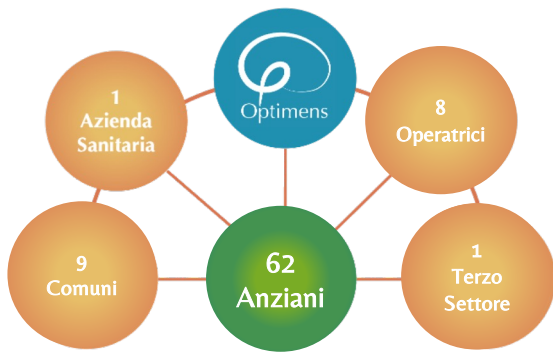 Optimens
1
Azienda
Sanitaria
8
Operatrici
9
Comuni
62
Anziani
1
Terzo
Settore